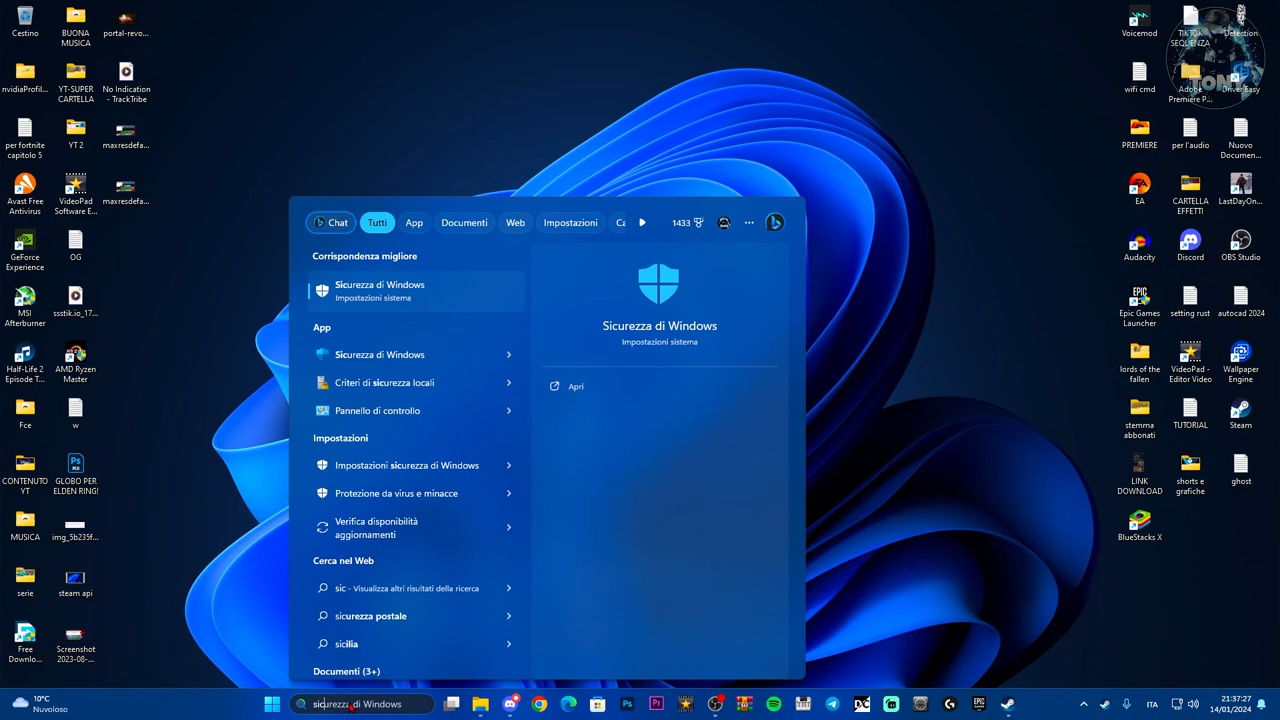 Cestino
BUONA
MUSICA
portal-revo...
nvidiaProfil...
YT-SUPER
CARTELLA
No Indication
- TrackTribe
per fortnite
capitolo 5
YT 2
maxresdefa...
Avast Free
Antivirus
VideoPad
Software E...
maxresdefa...
GeForce
Experience
OG
MSI
Afterburner
ssstik.io_17...
Half-Life 2
Episode T...
AMD Ryzen
Master
Fce
w
CONTENUTO
YT
GLOBO PER
ELDEN RING!
MUSICA
img_5b235f...
serie
steam api
Free
Downlo...
Screenshot
2023-08-...
Chat
Tutti
App
Documenti
Web
Impostazioni
Ca
1433
Corrispondenza migliore
Sicurezza di Windows
Impostazioni sistema
App
Sicurezza di Windows
Criteri di sicurezza locali
Pannello di controllo
Impostazioni
Impostazioni sicurezza di Windows
Protezione da virus e minacce
Verifica disponibilità
aggiornamenti
Cerca nel Web
sic - Visualizza altri risultati della ricerca
sicurezza postale
sicilia
Documenti (3+)
Sicurezza di Windows
Impostazioni sistema
Apri
Voicemod
TIKTOK
SEQUENZA
Detection
wifi cmd
Adobe
Premiere P...
Driver Easy
TONY
PREMIERE
per l'audio
Nuovo
Documen...
EA
CARTELLA
EFFETTI
LastDayOn...
Audacity
Discord
OBS Studio
Epic Games
Launcher
setting rust
autocad 2024
lords of the
fallen
VideoPad -
Editor Video
Wallpaper
Engine
stemma
abbonati
TUTORIAL
Steam
LINK
DOWNLOAD
shorts e
grafiche
ghost
BlueStacks X
10°C
Nuvoloso
sicurezza di Windows
ITA
21:37:27
14/01/2024